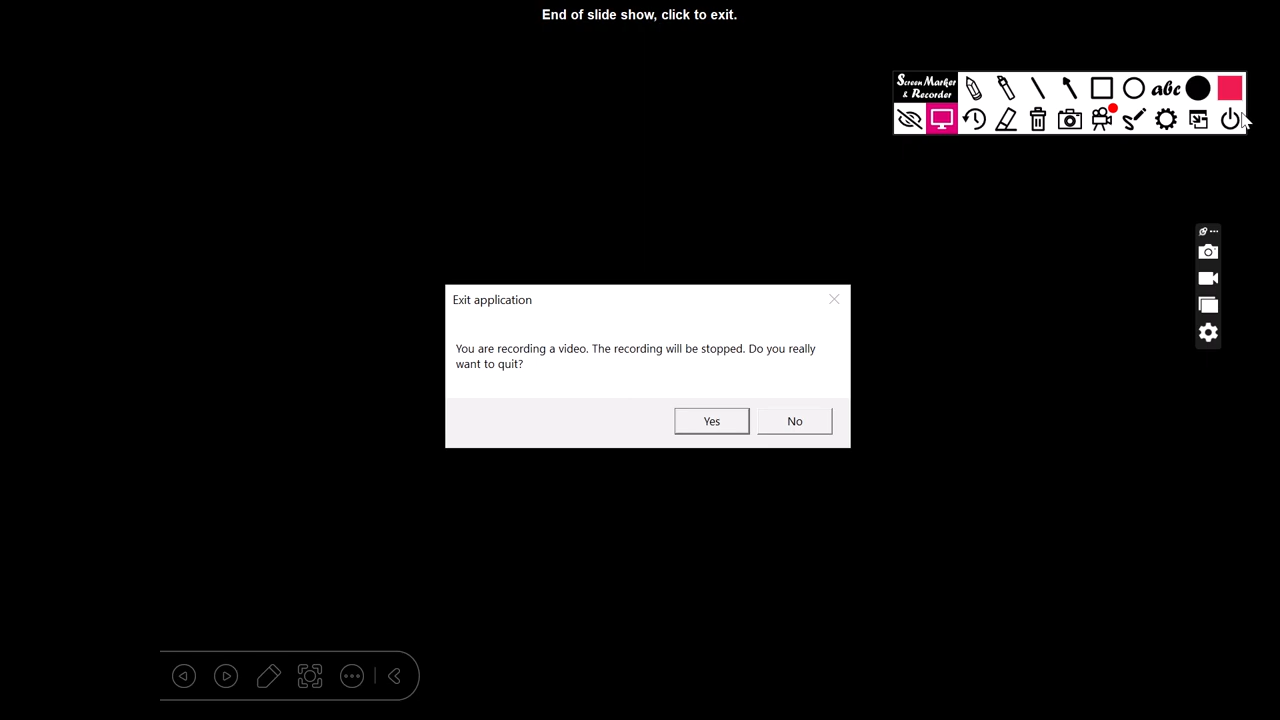 End of slide show, click to exit.
Screen Marker
& Recorder
abc
Exit application
You are recording a video. The recording will be stopped. Do you really
want to quit?
Yes
No